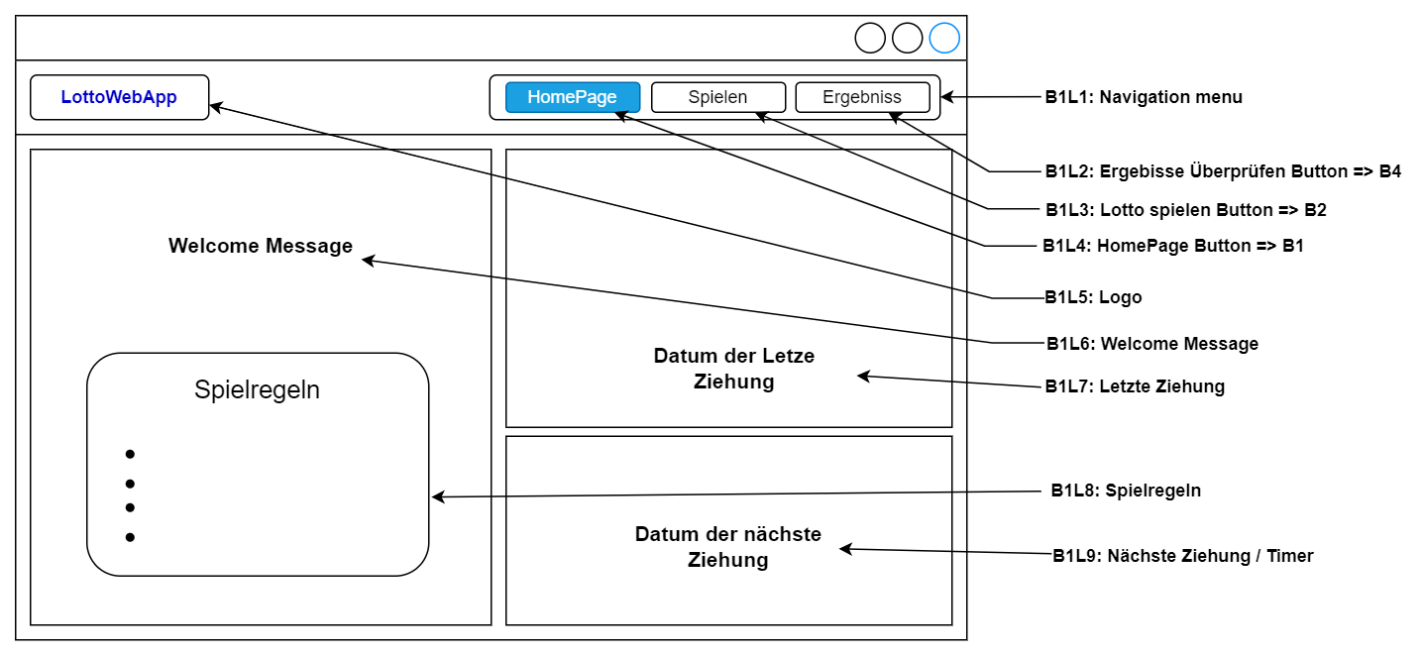 LottoWebApp
HomePage
Spielen
Ergebniss
B1L1: Navigation menu
B1L2: Ergebisse Überprüfen Button => B4
B1L3: Lotto spielen Button => B2
B1L4: HomePage Button => B1
B1L5: Logo
B1L6: Welcome Message
B1L7: Letzte Ziehung
B1L8: Spielregeln
B1L9: Nächste Ziehung / Timer
Welcome Message
Spielregeln
Datum der Letze
Ziehung
Datum der nächste
Ziehung